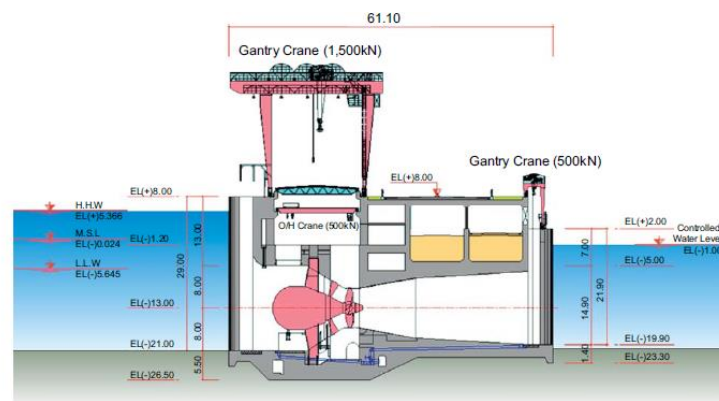 61.10
Gantry Crane (1,500kN)
Gantry Crane (500kN)
EL(+)8.00
EL(+)8.00
H.H.W
EL(+)5.366
O/H Crane (500kN)
EL(+)2.00
Controlled
Water Level
EL(-)1.00
M.S.L
EL(-)0.024
EL(-)1.20
13.00
7.00
L.L.W
EL(-)5.645
EL(-)5.00
29.00
8.00
14.90
21.90
EL(-)13.00
8.00
EL(-)19.90
EL(-)21.00
1.40
EL(-)23.30
5.50
EL(-)26.50